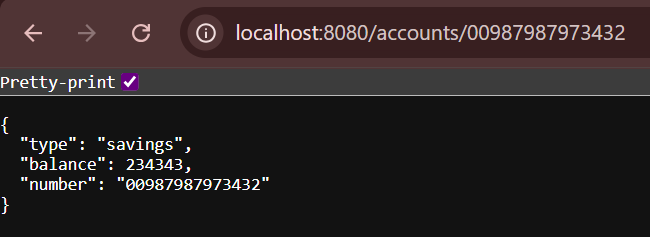 localhost:8080/accounts/00987987973432
Pretty-print
{
  "type": "savings",
  "balance": 234343,
  "number": "00987987973432"
}